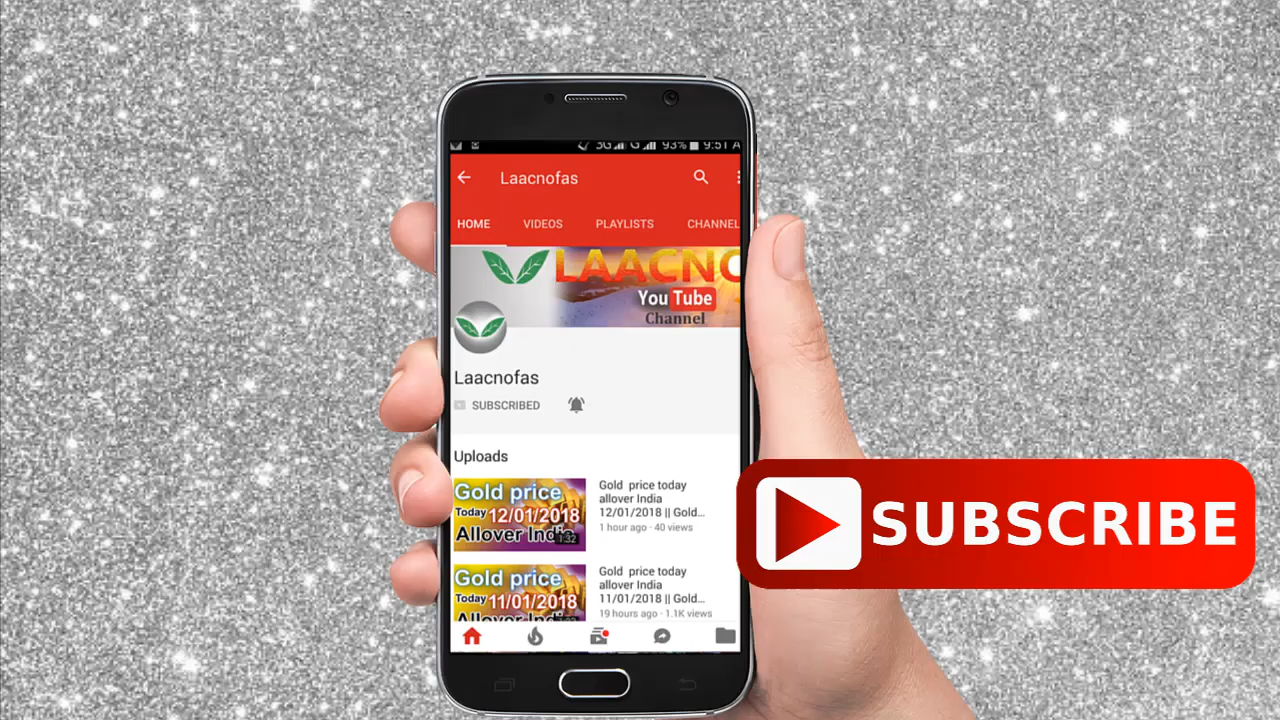 3G G 93% 9:51 A
Laacnofas
HOME VIDEOS PLAYLISTS CHANNEL
LAACNO
You Tube
Channel
Laacnofas
SUBSCRIBED
Uploads
Gold price
Today 12/01/2018
Allover India
1:32
Gold price today
allover India
12/01/2018 || Gold...
1 hour ago · 40 views
Gold price
Today 11/01/2018
Allover India
Gold price today
allover India
11/01/2018 || Gold...
19 hours ago · 1.1K views
SUBSCRIBE